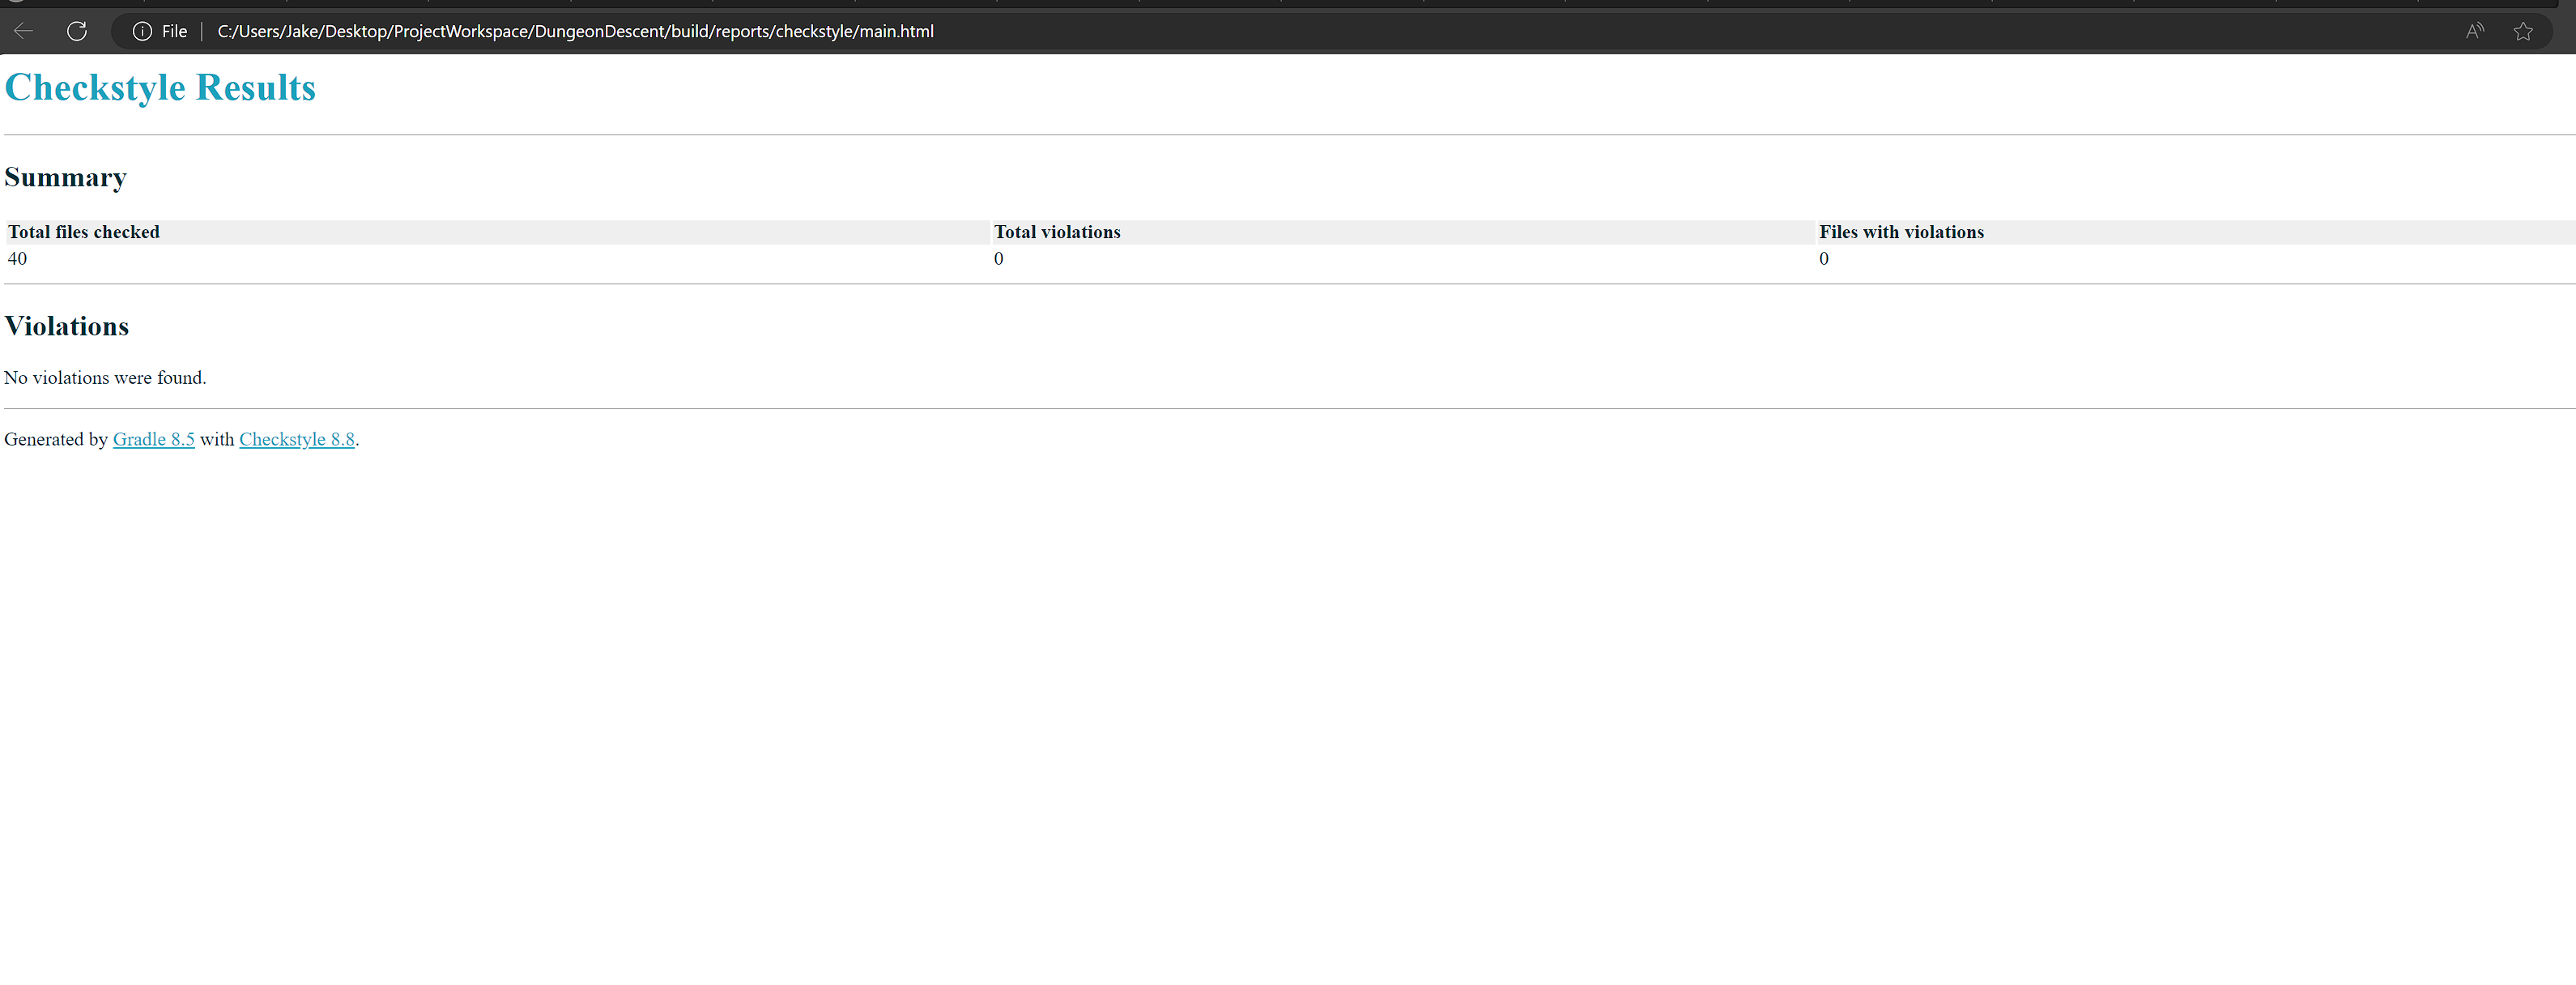 File C:/Users/Jake/Desktop/ProjectWorkspace/DungeonDescent/build/reports/checkstyle/main.html
Checkstyle Results
Summary
Total files checked Total violations Files with violations
40 0 0
Violations
No violations were found.
Generated by Gradle 8.5 with Checkstyle 8.8.